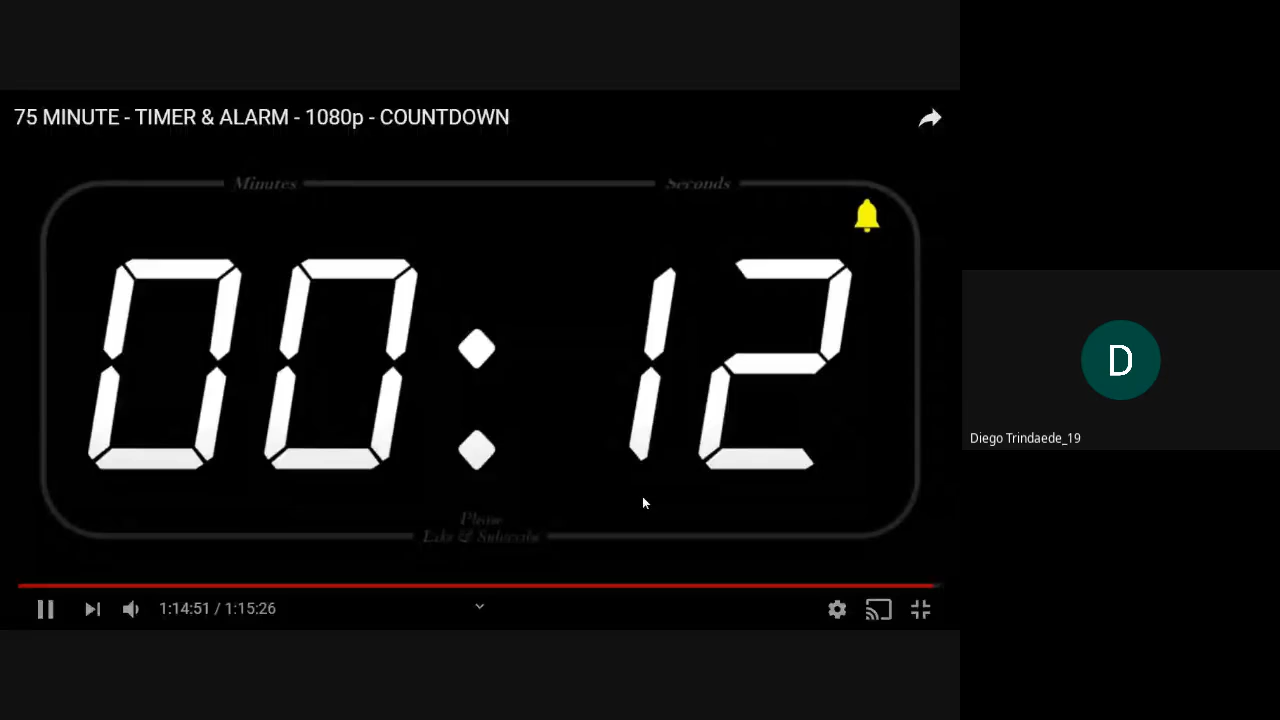 75 MINUTE - TIMER & ALARM - 1080p - COUNTDOWN
Minutes
Seconds
00:12
Please
Like & Subscribe
1:14:51 / 1:15:26
D
Diego Trindaede_19